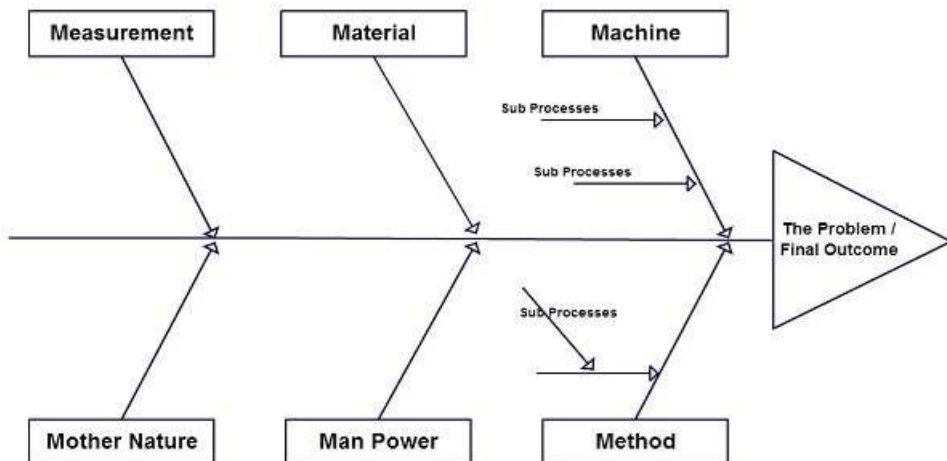 Measurement
Material
Machine
Sub Processes
Sub Processes
The Problem /
Final Outcome
Sub Processes
Mother Nature
Man Power
Method